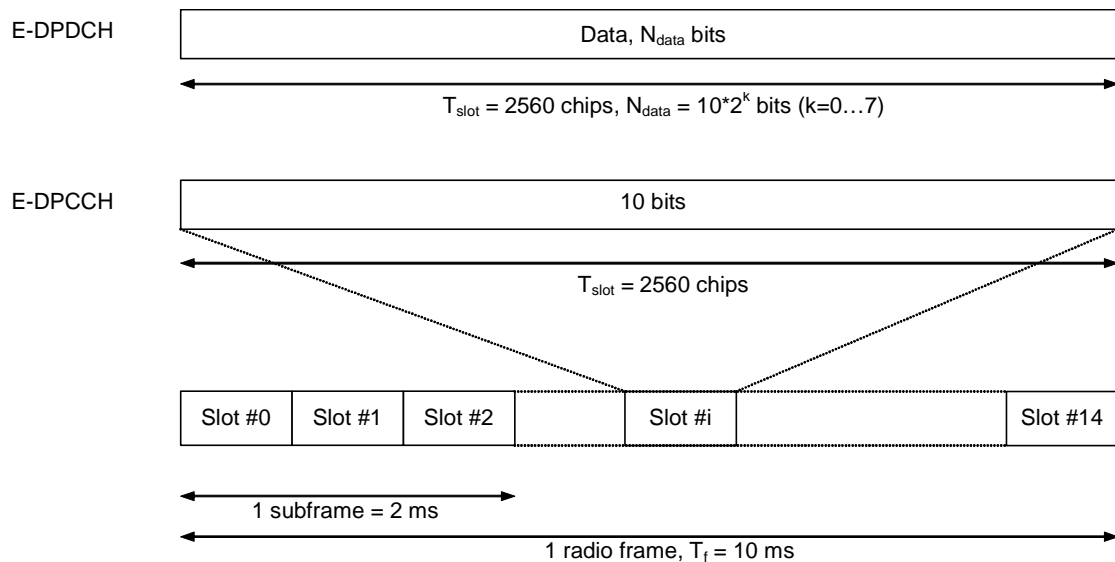 E-DPDCH
Data, N_data bits
T_slot = 2560 chips, N_data = 10*2^k bits (k=0…7)
E-DPCCH
10 bits
T_slot = 2560 chips
Slot #0 Slot #1 Slot #2 Slot #i Slot #14
1 subframe = 2 ms
1 radio frame, T_f = 10 ms